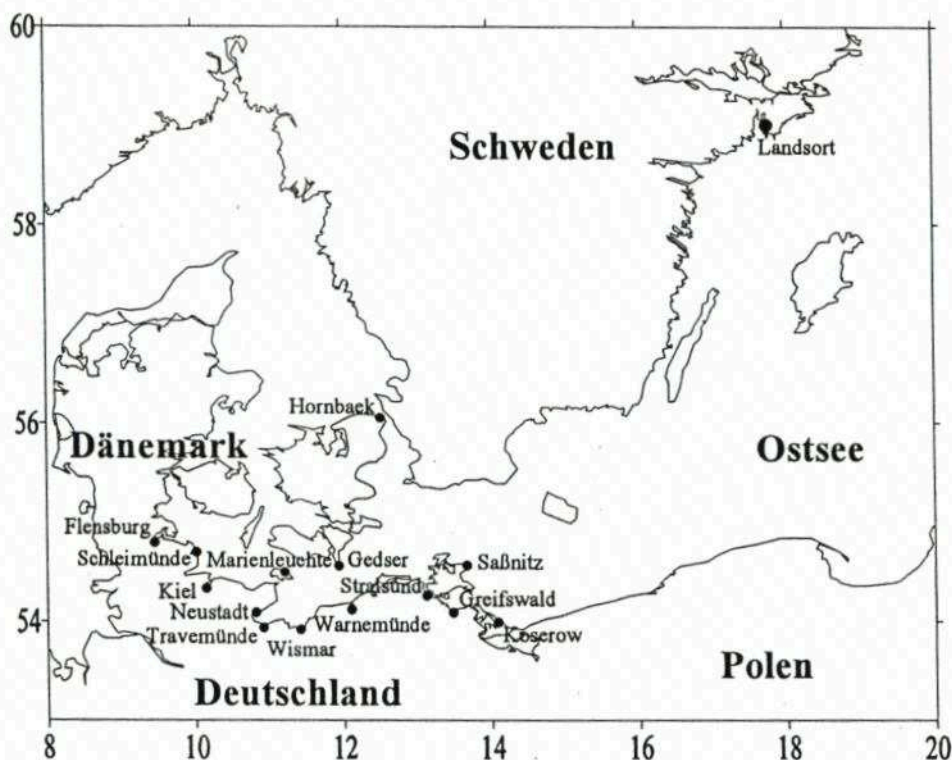 60
Schweden
Landsort
58
Hornbaek
56
Dänemark
Ostsee
Flensburg
Schleimünde
Marienleuchte
Gedser
Saßnitz
Kiel
Stralsund
Neustadt
Greifswald
54
Travemünde
Warnemünde
Koserow
Wismar
Polen
Deutschland
8 10 12 14 16 18 20